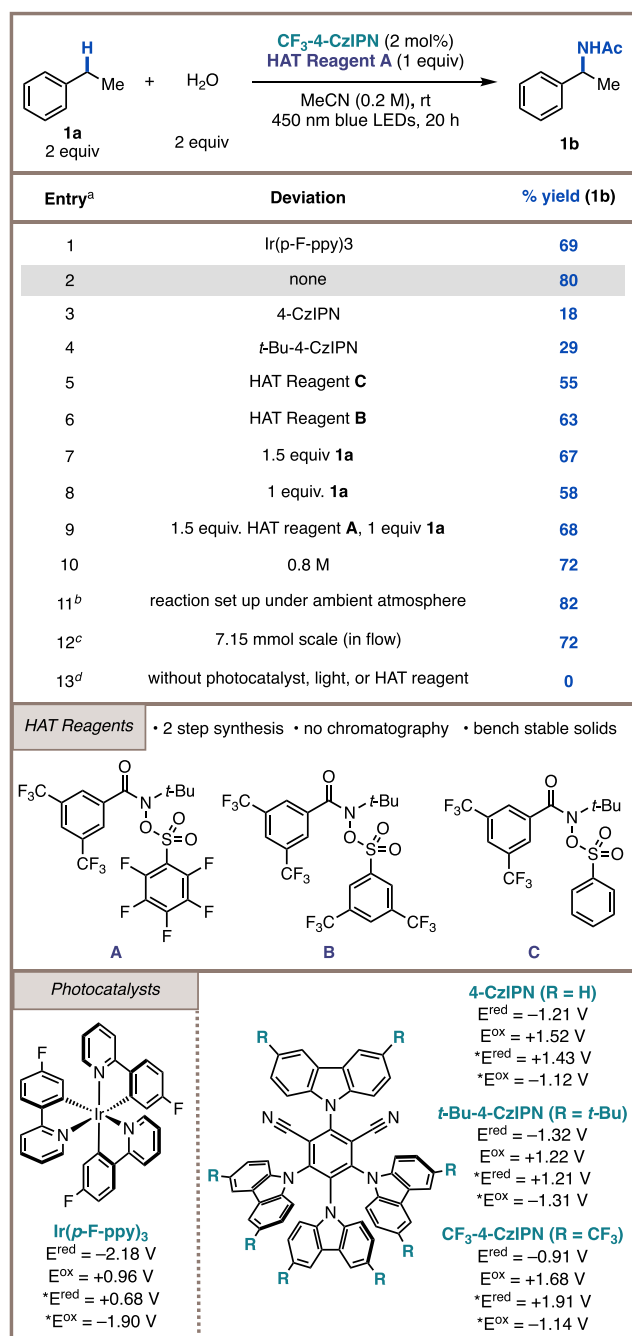 H
Me
1a
2 equiv
+
H₂O
2 equiv
CF₃-4-CzIPN (2 mol%)
HAT Reagent A (1 equiv)
MeCN (0.2 M), rt
450 nm blue LEDs, 20 h
NHAc
Me
1b
Entryᵃ Deviation % yield (1b)
1 Ir(p-F-ppy)3 69
2 none 80
3 4-CzIPN 18
4 t-Bu-4-CzIPN 29
5 HAT Reagent C 55
6 HAT Reagent B 63
7 1.5 equiv 1a 67
8 1 equiv. 1a 58
9 1.5 equiv. HAT reagent A, 1 equiv 1a 68
10 0.8 M 72
11ᵇ reaction set up under ambient atmosphere 82
12ᶜ 7.15 mmol scale (in flow) 72
13ᵈ without photocatalyst, light, or HAT reagent 0
HAT Reagents • 2 step synthesis • no chromatography • bench stable solids
F₃C
O
N
t-Bu
O
S
O
O
CF₃
F
F
F
F
F
A
F₃C
O
N
t-Bu
O
S
O
O
CF₃
F₃C
CF₃
B
F₃C
O
N
t-Bu
O
S
O
O
CF₃
C
Photocatalysts
F
N
Ir
F
N
N
F
Ir(p-F-ppy)₃
Eʳᵉᵈ = –2.18 V
Eᵒˣ = +0.96 V
*Eʳᵉᵈ = +0.68 V
*Eᵒˣ = –1.90 V
R
R
N
NC
CN
R
N
N
R
N
R
R
R
R
4-CzIPN (R = H)
Eʳᵉᵈ = –1.21 V
Eᵒˣ = +1.52 V
*Eʳᵉᵈ = +1.43 V
*Eᵒˣ = –1.12 V
t-Bu-4-CzIPN (R = t-Bu)
Eʳᵉᵈ = –1.32 V
Eᵒˣ = +1.22 V
*Eʳᵉᵈ = +1.21 V
*Eᵒˣ = –1.31 V
CF₃-4-CzIPN (R = CF₃)
Eʳᵉᵈ = –0.91 V
Eᵒˣ = +1.68 V
*Eʳᵉᵈ = +1.91 V
*Eᵒˣ = –1.14 V